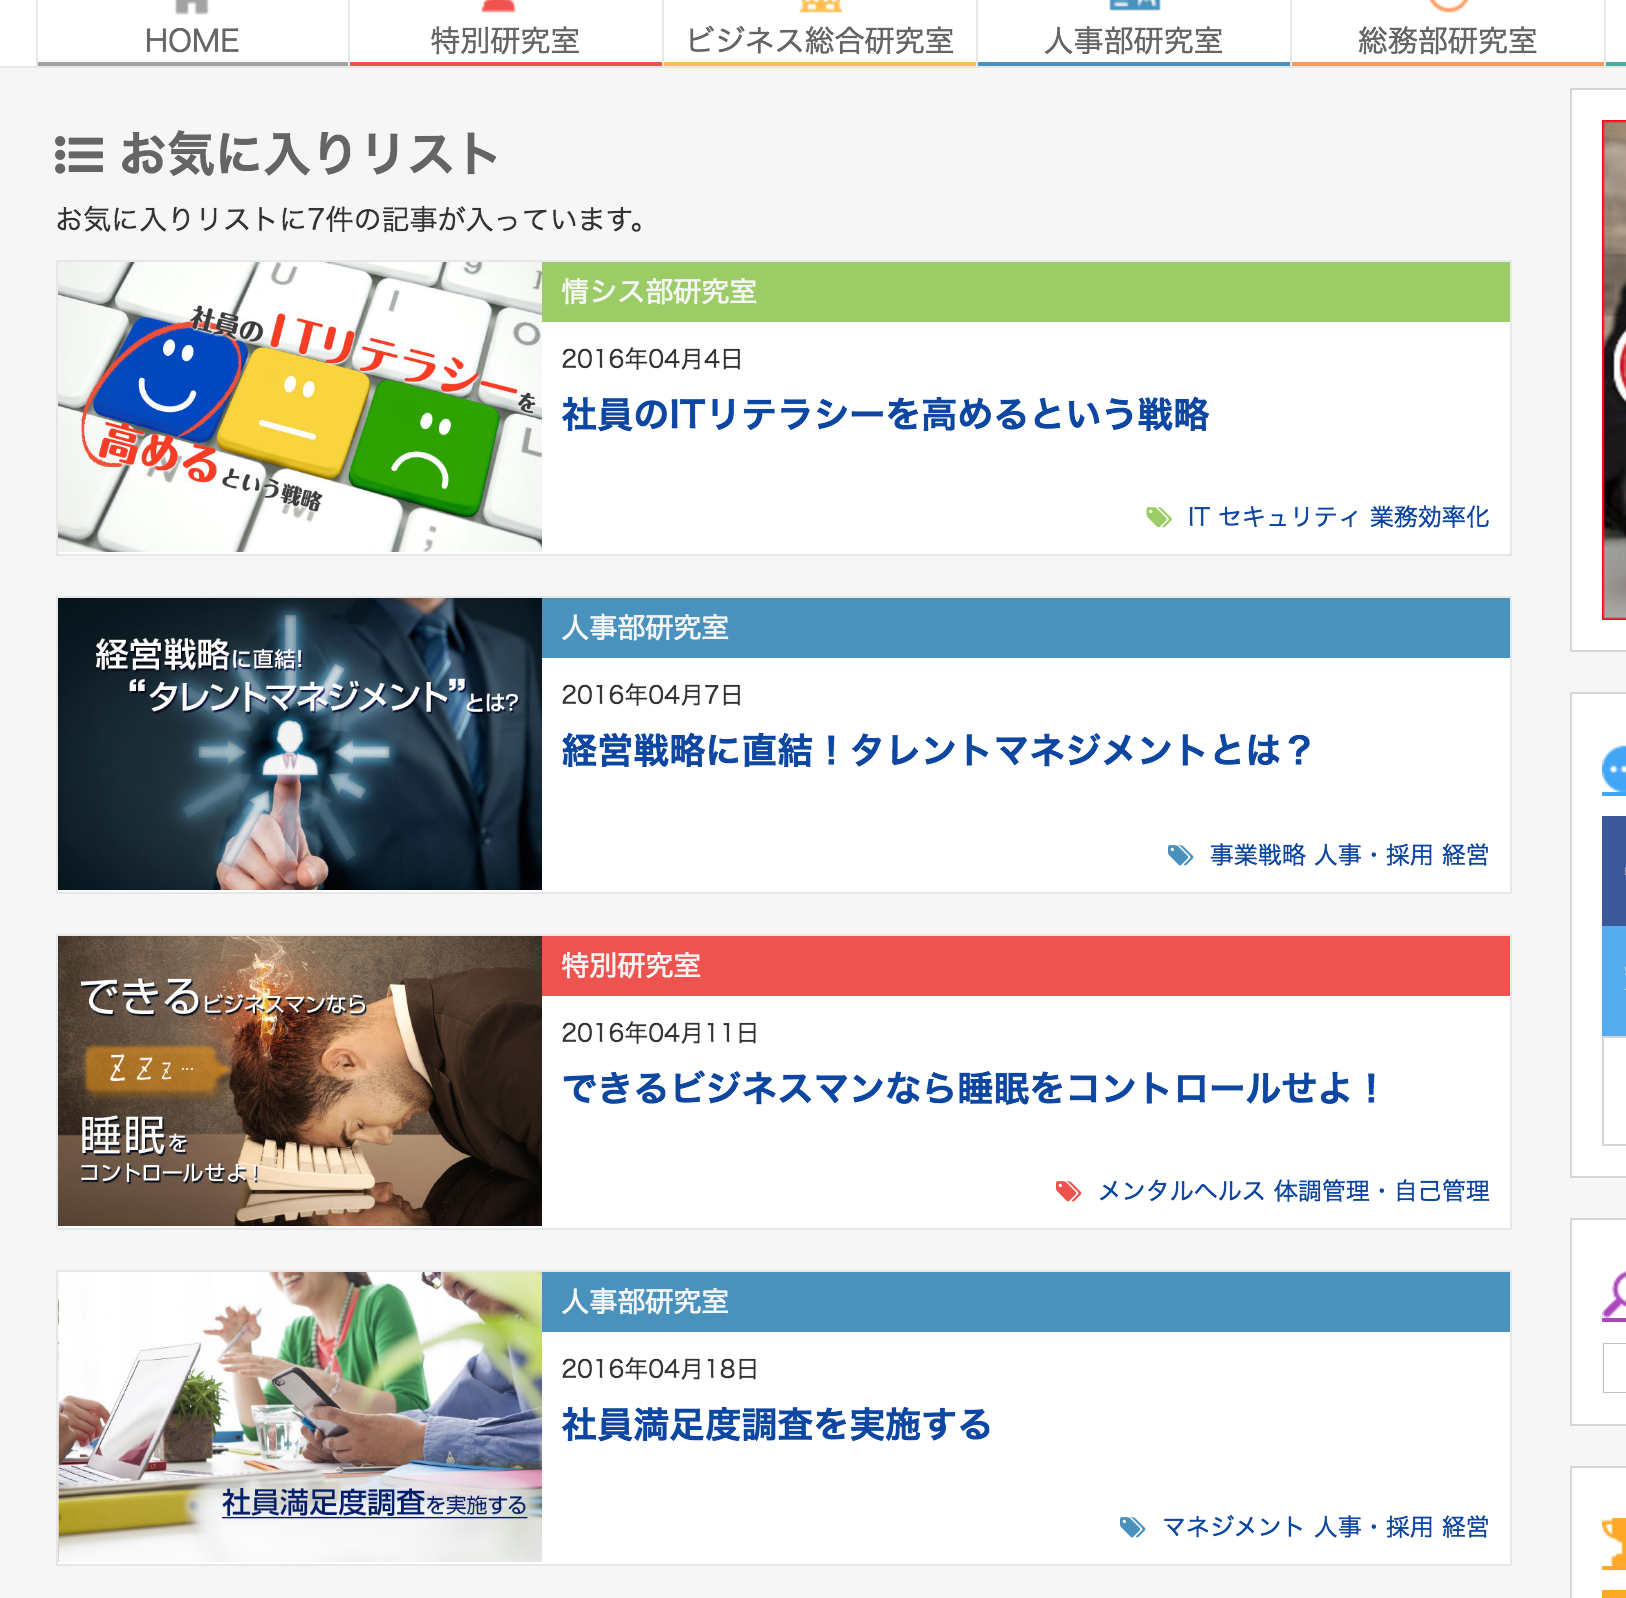 HOME
特別研究室
ビジネス総合研究室
人事部研究室
総務部研究室
お気に入りリスト
お気に入りリストに7件の記事が入っています。
社員のITリテラシーを
高めるという戦略
情シス部研究室
2016年04月4日
社員のITリテラシーを高めるという戦略
IT セキュリティ 業務効率化
経営戦略に直結!
“タレントマネジメント”とは?
人事部研究室
2016年04月7日
経営戦略に直結！タレントマネジメントとは？
事業戦略 人事・採用 経営
できるビジネスマンなら
Z Z Z …
睡眠を
コントロールせよ!
特別研究室
2016年04月11日
できるビジネスマンなら睡眠をコントロールせよ！
メンタルヘルス 体調管理・自己管理
社員満足度調査を実施する
人事部研究室
2016年04月18日
社員満足度調査を実施する
マネジメント 人事・採用 経営